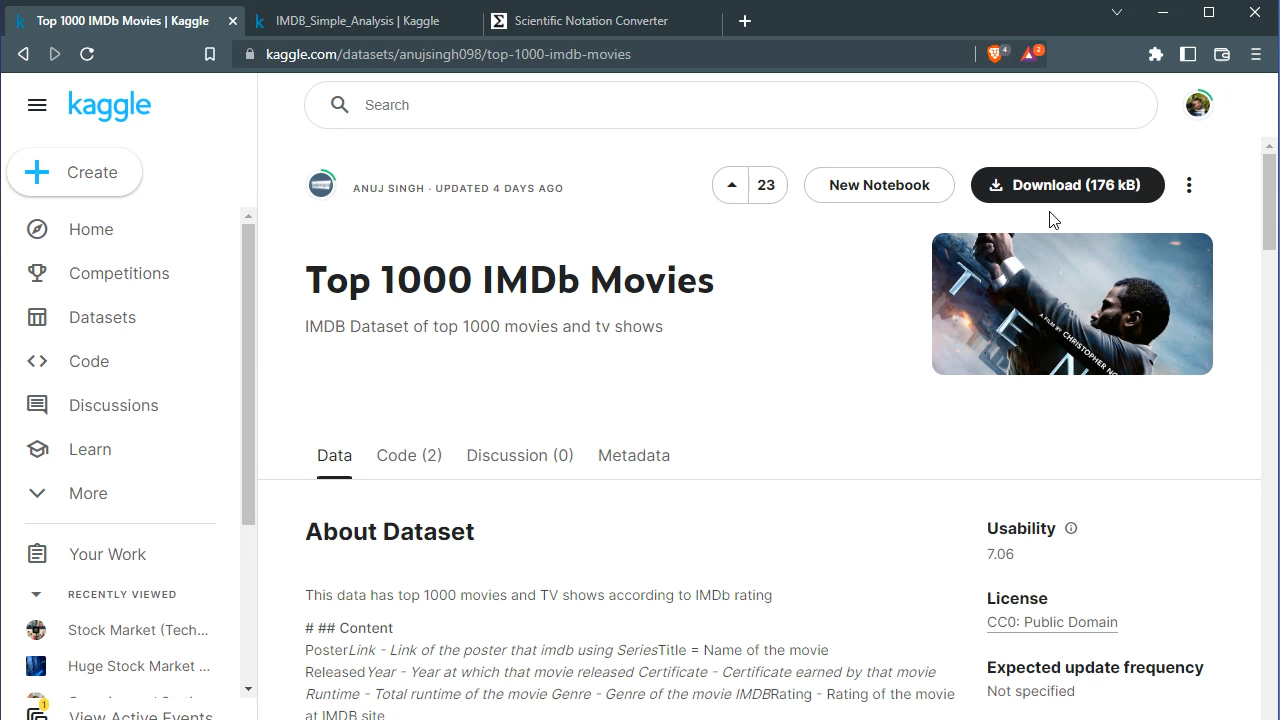 Top 1000 IMDb Movies | Kaggle
IMDB_Simple_Analysis | Kaggle
Scientific Notation Converter
kaggle.com/datasets/anujsingh098/top-1000-imdb-movies
4
2
kaggle
Search
Create
ANUJ SINGH · UPDATED 4 DAYS AGO
23
New Notebook
Download (176 kB)
Home
Competitions
Datasets
Code
Discussions
Learn
More
Your Work
RECENTLY VIEWED
Stock Market (Tech...
Huge Stock Market ...
1
View Active Events
Top 1000 IMDb Movies
IMDB Dataset of top 1000 movies and tv shows
T E N
A FILM BY CHRISTOPHER NO
Data
Code (2)
Discussion (0)
Metadata
About Dataset
This data has top 1000 movies and TV shows according to IMDb rating
# ## Content
PosterLink - Link of the poster that imdb using SeriesTitle = Name of the movie
ReleasedYear - Year at which that movie released Certificate - Certificate earned by that movie
Runtime - Total runtime of the movie Genre - Genre of the movie IMDBRating - Rating of the movie
at IMDB site
Usability
7.06
License
CC0: Public Domain
Expected update frequency
Not specified